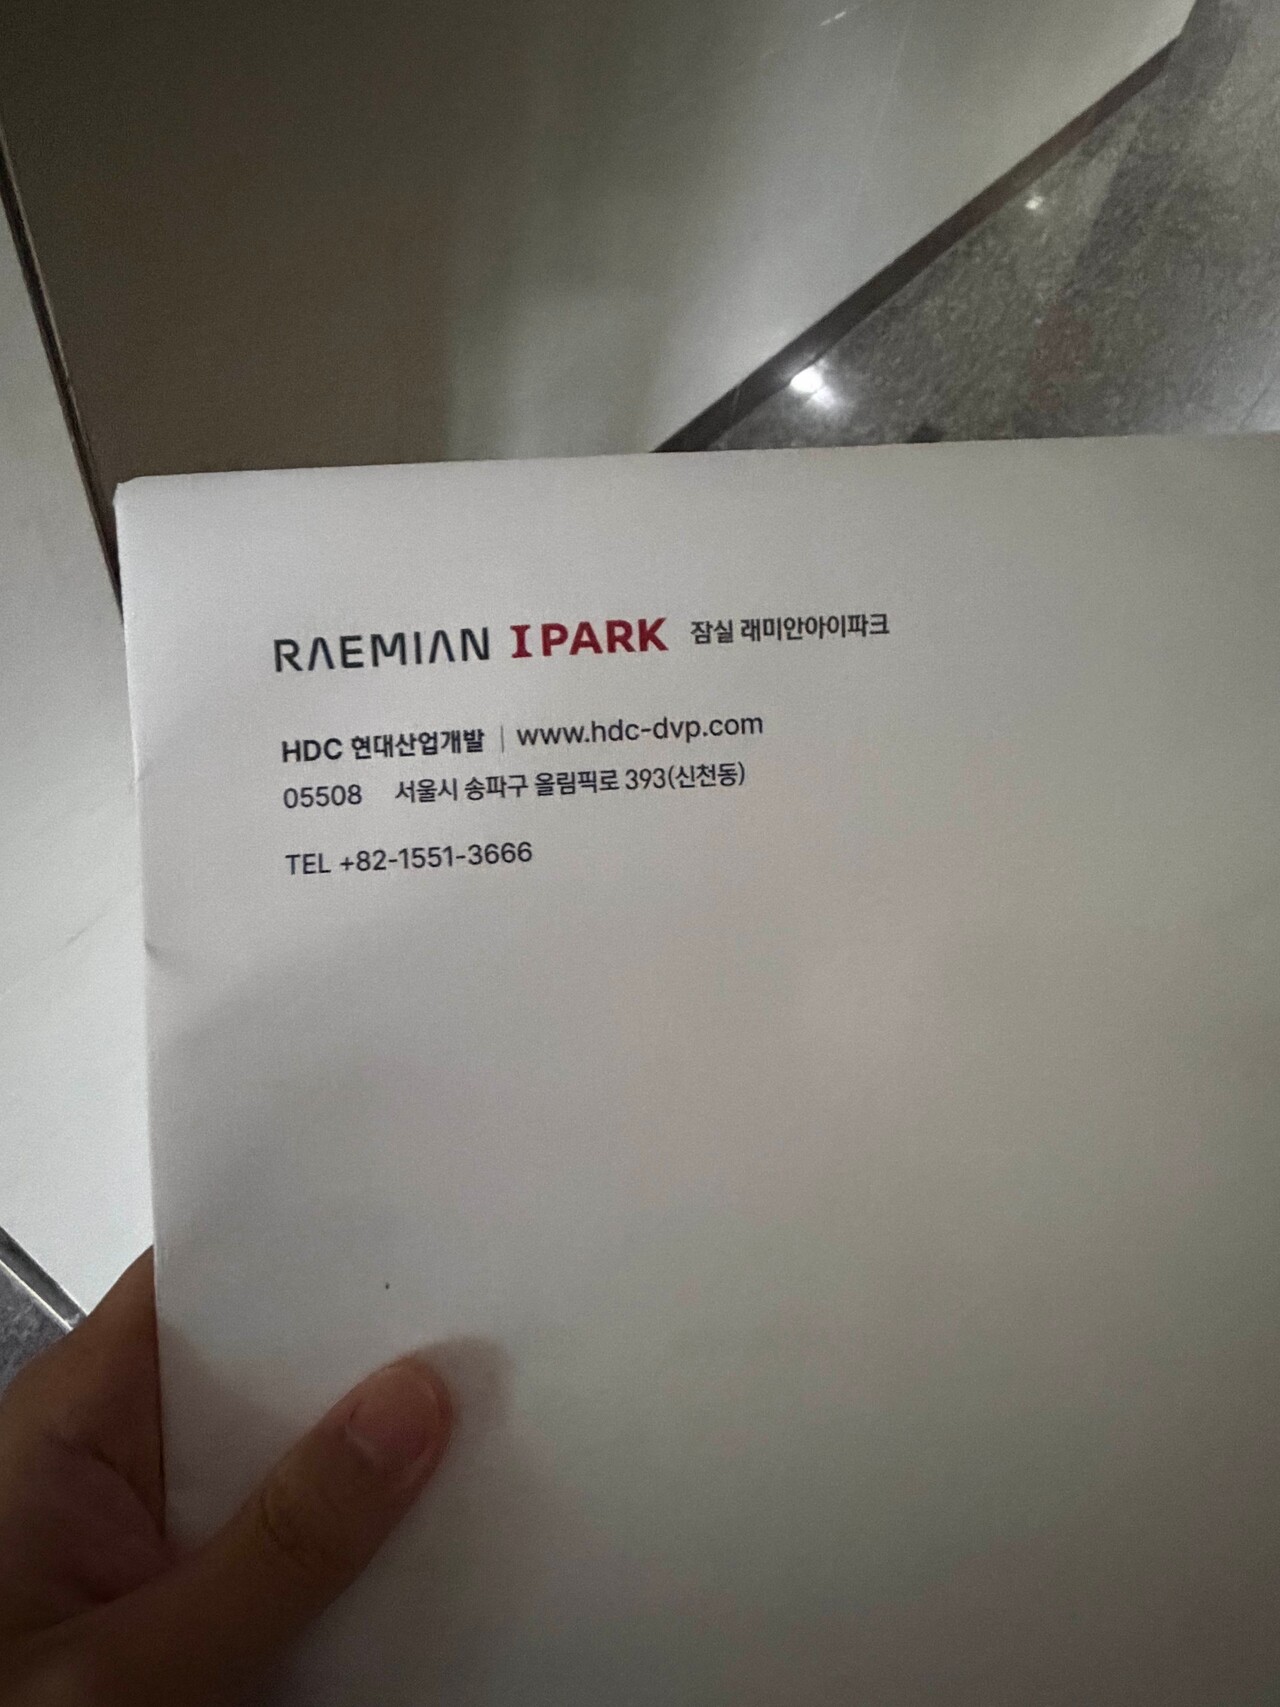 RAEMIAN IPARK 잠실 래미안아이파크
HDC 현대산업개발 | www.hdc-dvp.com
05508 서울시 송파구 올림픽로 393(신천동)
TEL +82-1551-3666